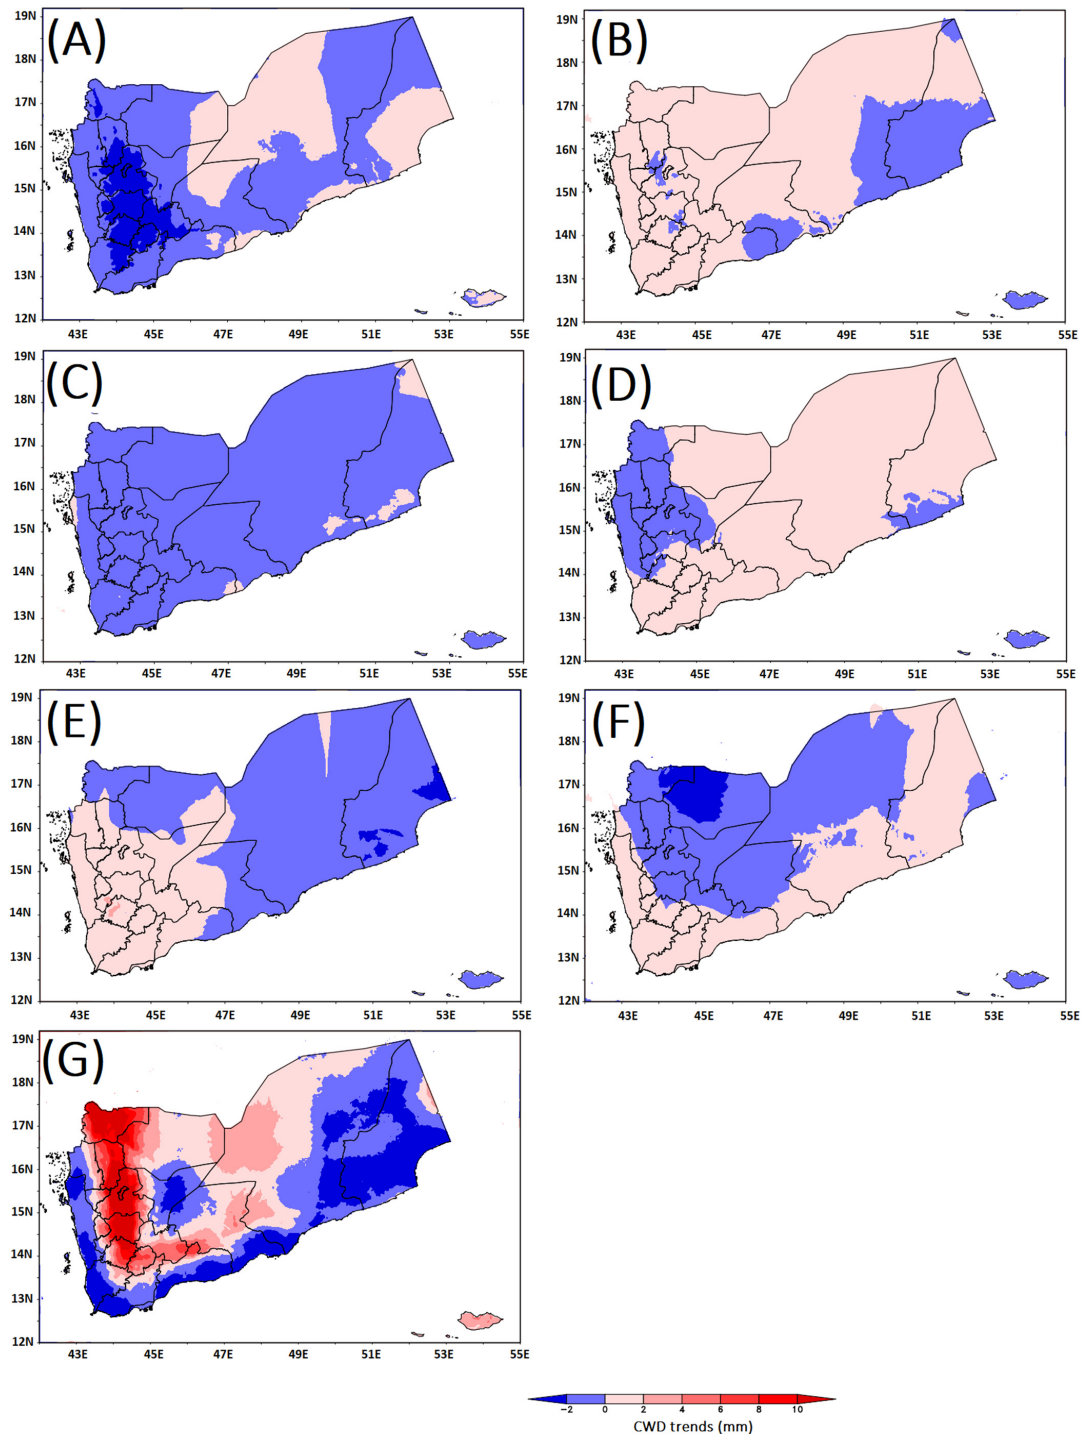 (A)
19N
18N
17N
16N
15N
14N
13N
12N
43E 45E 47E 49E 51E 53E 55E
(B)
19N
18N
17N
16N
15N
14N
13N
12N
43E 45E 47E 49E 51E 53E 55E
(C)
19N
18N
17N
16N
15N
14N
13N
12N
43E 45E 47E 49E 51E 53E 55E
(D)
19N
18N
17N
16N
15N
14N
13N
12N
43E 45E 47E 49E 51E 53E 55E
(E)
19N
18N
17N
16N
15N
14N
13N
12N
43E 45E 47E 49E 51E 53E 55E
(F)
19N
18N
17N
16N
15N
14N
13N
12N
43E 45E 47E 49E 51E 53E 55E
(G)
19N
18N
17N
16N
15N
14N
13N
12N
43E 45E 47E 49E 51E 53E 55E
−2 0 2 4 6 8 10
CWD trends (mm)